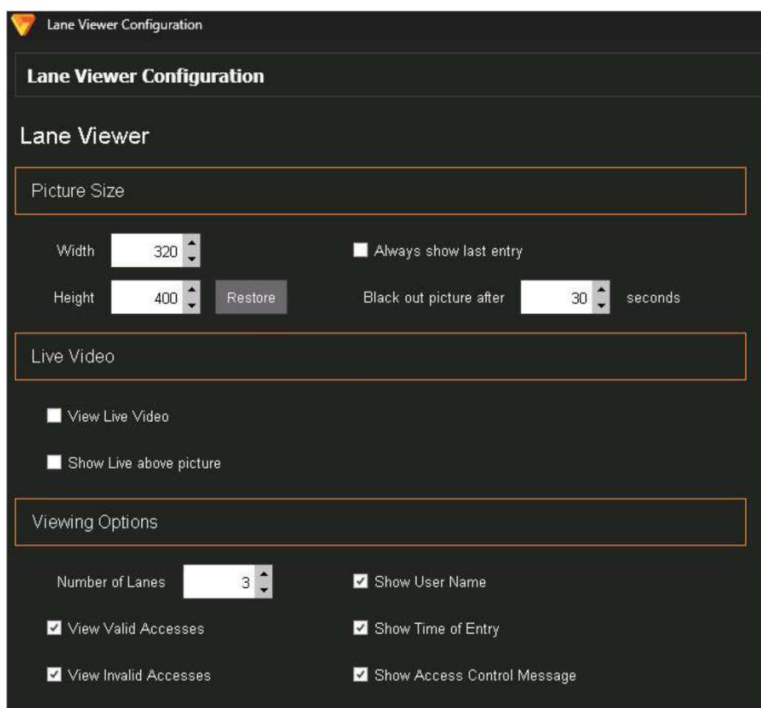 Lane Viewer Configuration
Lane Viewer Configuration
Lane Viewer
Picture Size
Width 320 Always show last entry
Height 400 Restore Black out picture after 30 seconds
Live Video
View Live Video
Show Live above picture
Viewing Options
Number of Lanes 3 Show User Name
View Valid Accesses Show Time of Entry
View Invalid Accesses Show Access Control Message